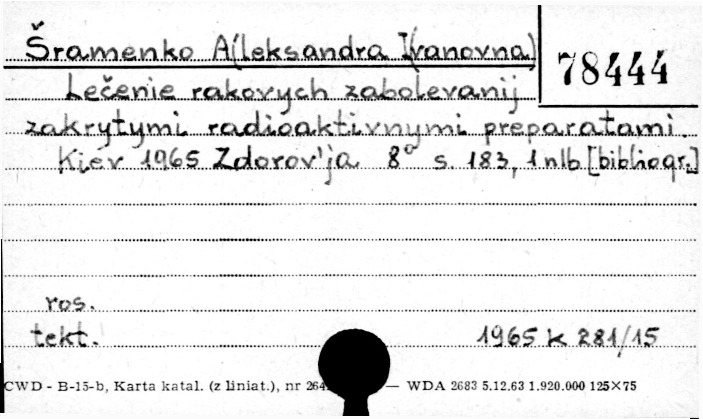 Šramenko A(leksandra I(vanovna)
78444
Lečenie rakovych zabolevanij
zakrytymi radioaktivnymi preparatami.
Kiev 1965 Zdorov'ja 8° s. 183, 1 nlb [bibliogr.]
ros.
tekt. 1965 K 281/15
CWD - B-15-b, Karta katal. (z liniat.), nr 264 — WDA 2683 5.12.63 1.920.000 125×75